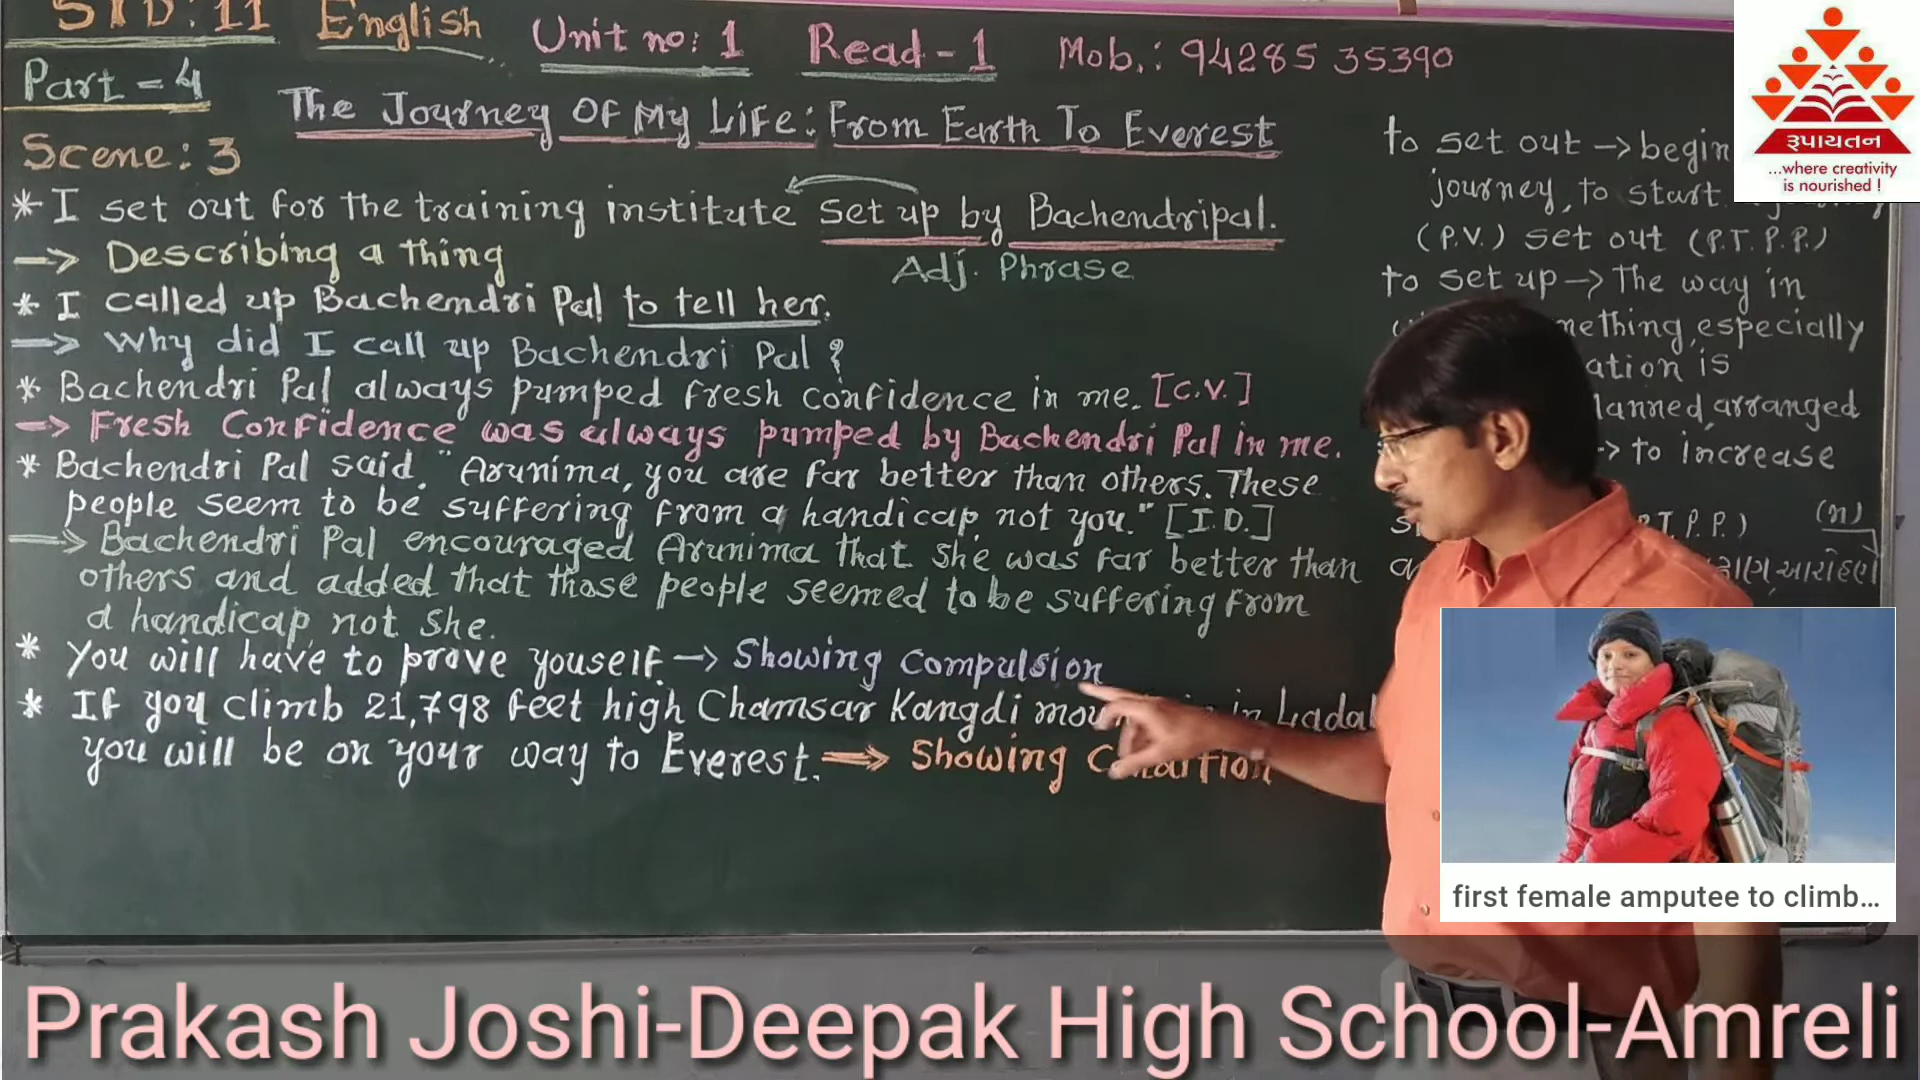 STD: 11 English Unit no: 1 Read - 1 Mob.: 94285 35390
Part = 4
The Journey Of My Life: From Earth To Everest
Scene: 3
* I set out for the training institute set up by Bachendripal.
Adj. Phrase
→ Describing a thing
* I called up Bachendri Pal to tell her.
→ Why did I call up Bachendri Pal ?
* Bachendri Pal always pumped fresh confidence in me. [C.V.]
→ Fresh Confidence was always pumped by Bachendri Pal in me.
* Bachendri Pal said, "Arunima, you are far better than others. These
people seem to be suffering from a handicap, not you." [I.D.]
→ Bachendri Pal encouraged Arunima that she was far better than
others and added that those people seemed to be suffering from
a handicap, not she.
* You will have to prove youself. → Showing Compulsion
* If you climb 21,798 feet high Chamsar Kangdi in Ladak
you will be on your way to Everest. ⇒ Showing
to set out → begin
journey, to start
(P.V.) set out (P.T. P.P.)
to set up → The way in
mething, especially
ation is
lanned, arranged
→ to increase
P.P.) (n)
આરોહણ
રૂપાયતન
...where creativity
is nourished !
first female amputee to climb...
Prakash Joshi-Deepak High School-Amreli